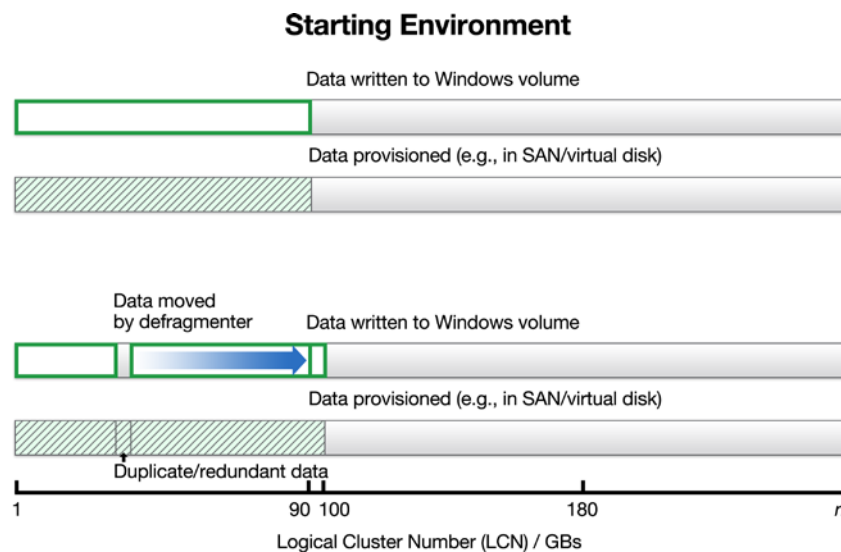 Starting Environment
Data written to Windows volume
Data provisioned (e.g., in SAN/virtual disk)
Data moved
by defragmenter
Data written to Windows volume
Data provisioned (e.g., in SAN/virtual disk)
Duplicate/redundant data
1 90 100 180 n
Logical Cluster Number (LCN) / GBs